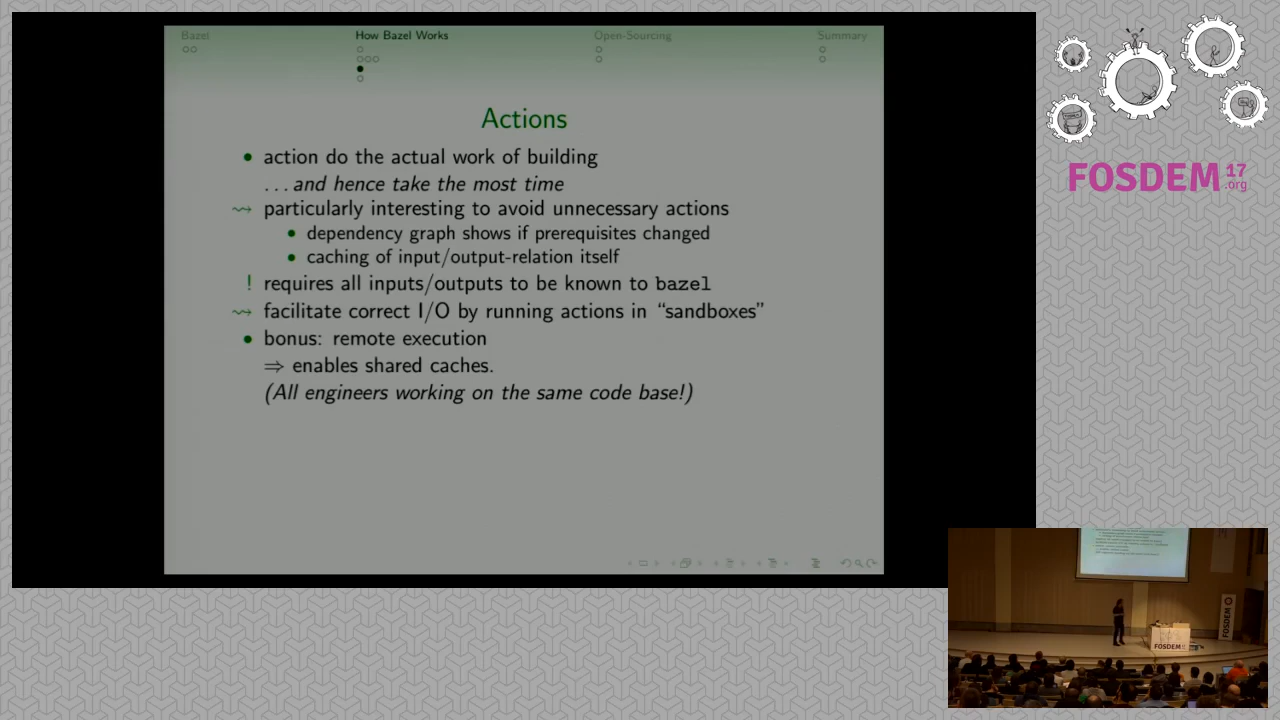 Bazel
How Bazel Works
Open-Sourcing
Summary
Actions
• action do the actual work of building
...and hence take the most time
⇝ particularly interesting to avoid unnecessary actions
• dependency graph shows if prerequisites changed
• caching of input/output-relation itself
! requires all inputs/outputs to be known to bazel
⇝ facilitate correct I/O by running actions in “sandboxes”
• bonus: remote execution
⇒ enables shared caches.
(All engineers working on the same code base!)
FOSDEM 17
.org
FOSDEM
FOSDEM